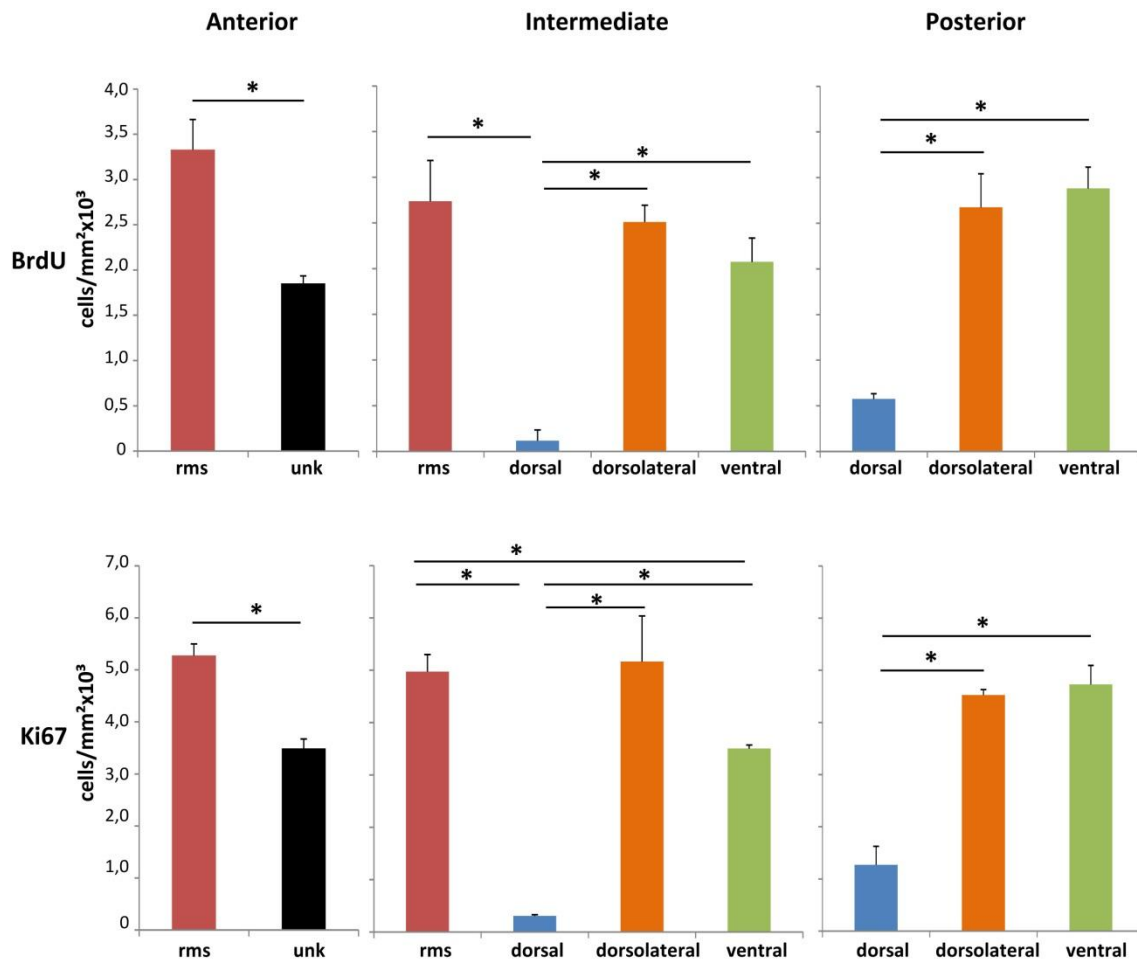 Anterior Intermediate Posterior
BrdU
cells/mm²x10³
4,0
3,5
3,0
2,5
2,0
1,5
1,0
0,5
0
*
* * *
* *
rms unk rms dorsal dorsolateral ventral dorsal dorsolateral ventral
Ki67
cells/mm²x10³
7,0
6,0
5,0
4,0
3,0
2,0
1,0
0
*
* * * *
* *
rms unk rms dorsal dorsolateral ventral dorsal dorsolateral ventral